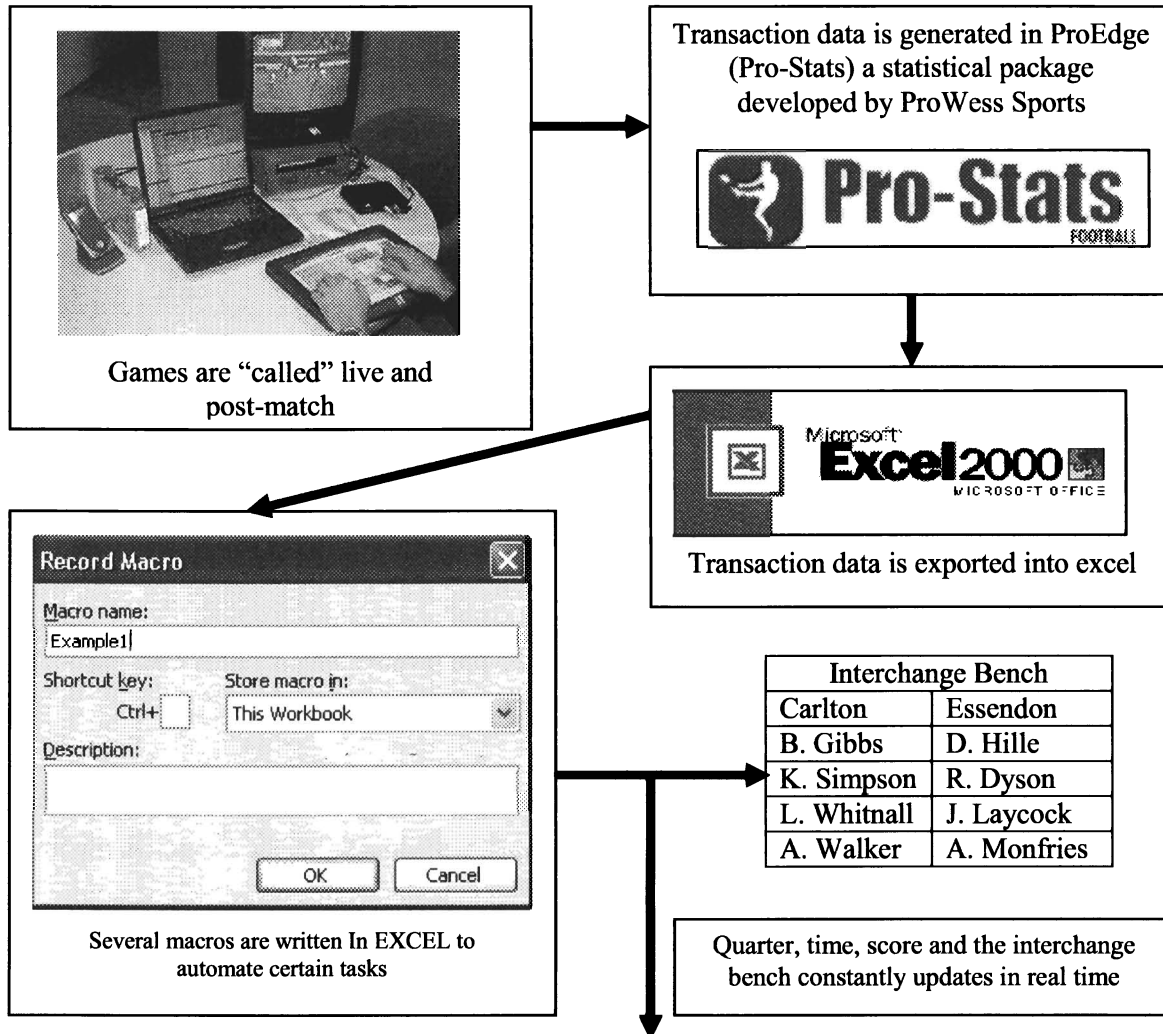 Games are “called” live and
post-match
Transaction data is generated in ProEdge
(Pro-Stats) a statistical package
developed by ProWess Sports
Pro-Stats
FOOTBALL
Microsoft
Excel 2000
MICROSOFT OFFICE
Transaction data is exported into excel
Record Macro
Macro name:
Example1
Shortcut key:
Store macro in:
Ctrl+
This Workbook
Description:
OK
Cancel
Several macros are written In EXCEL to
automate certain tasks
Interchange Bench
Carlton Essendon
B. Gibbs D. Hille
K. Simpson R. Dyson
L. Whitnall J. Laycock
A. Walker A. Monfries
Quarter, time, score and the interchange
bench constantly updates in real time